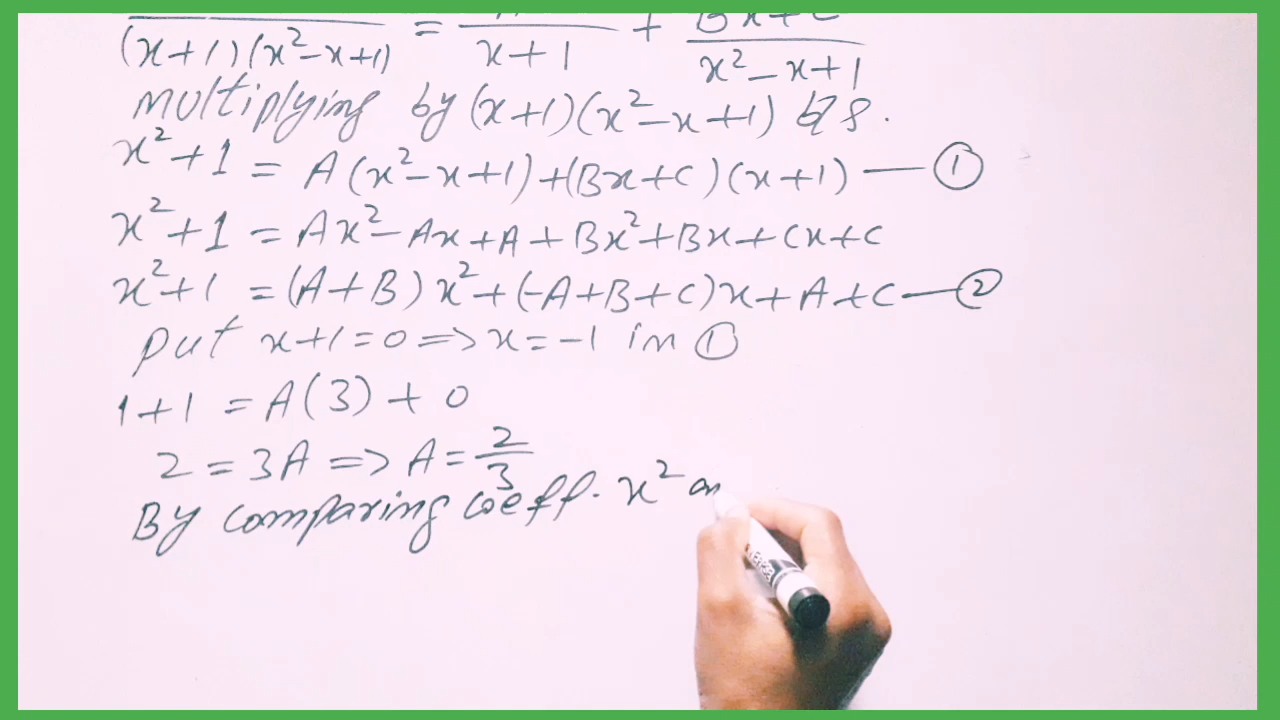 (x+1)(x²-x+1) = x+1 + Bx+C x²-x+1
Multiplying by (x+1)(x²-x+1) B/S.
x²+1 = A(x²-x+1)+(Bx+C)(x+1) — ①
x²+1 = Ax²-Ax+A+Bx²+Bx+Cx+C
x²+1 = (A+B)x²+(-A+B+C)x+A+C — ②
Put x+1=0 => x=-1 in ①
1+1 = A(3)+0
2 = 3A => A = 2/3
By comparing coeff. x² an